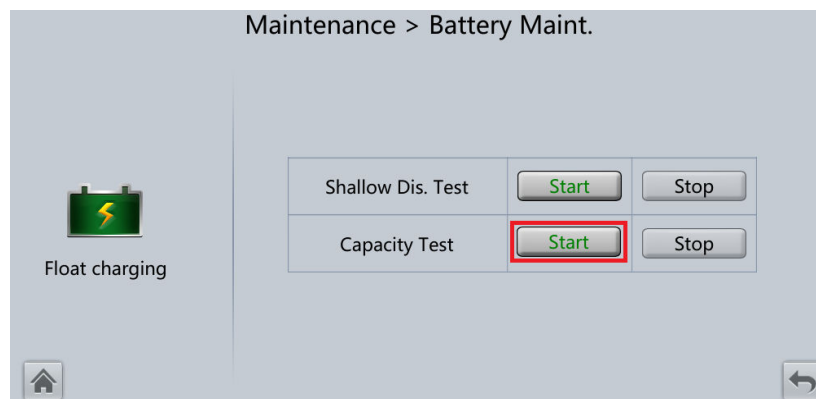 Maintenance > Battery Maint.
Shallow Dis. Test Start Stop
Capacity Test Start Stop
Float charging